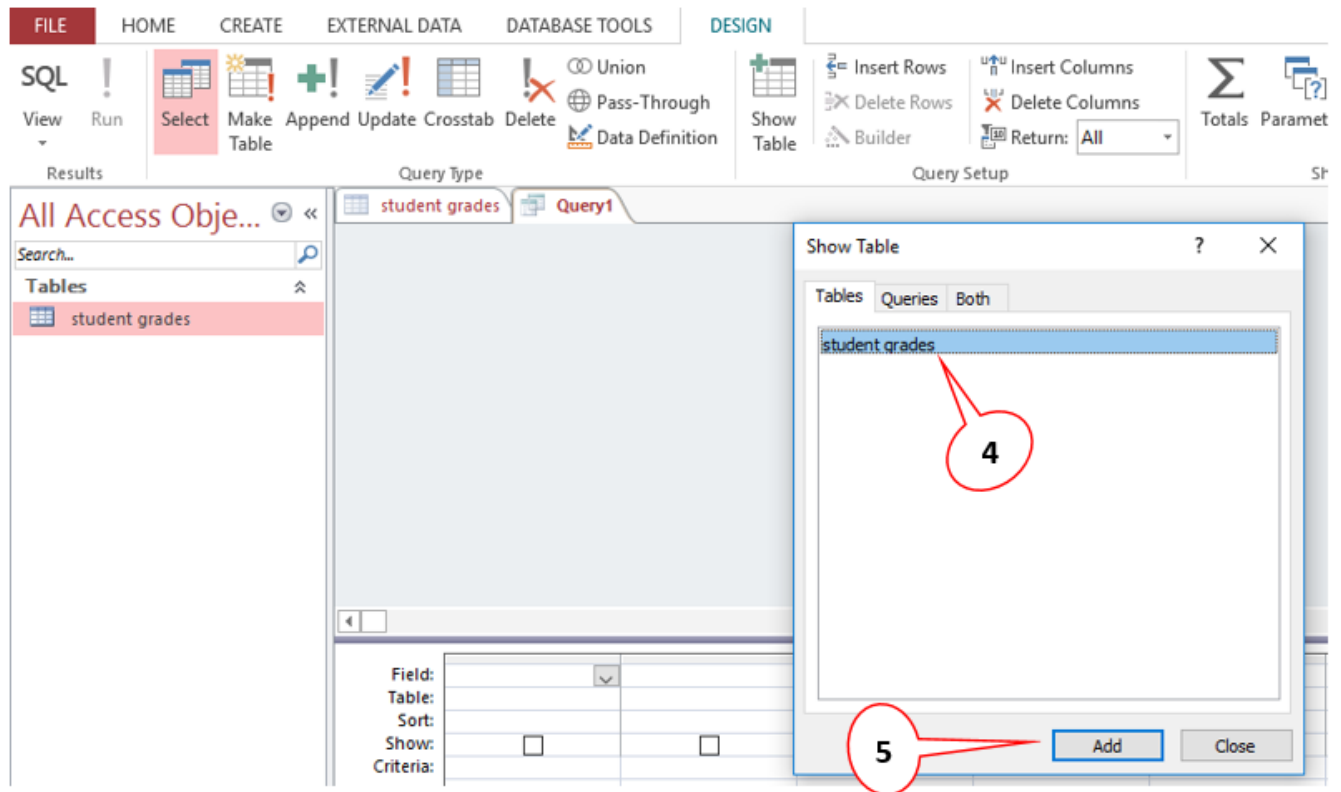 FILE HOME CREATE EXTERNAL DATA DATABASE TOOLS DESIGN
SQL
View
Run
Select
Make
Table
Append
Update
Crosstab
Delete
Union
Pass-Through
Data Definition
Show
Table
Insert Rows
Delete Rows
Builder
Insert Columns
Delete Columns
Return: All
Totals
Paramet
Results
Query Type
Query Setup
Sh
All Access Obje...
Search...
Tables
student grades
student grades
Query1
Show Table
?
Tables Queries Both
student grades
4
Field:
Table:
Sort:
Show:
Criteria:
5
Add
Close